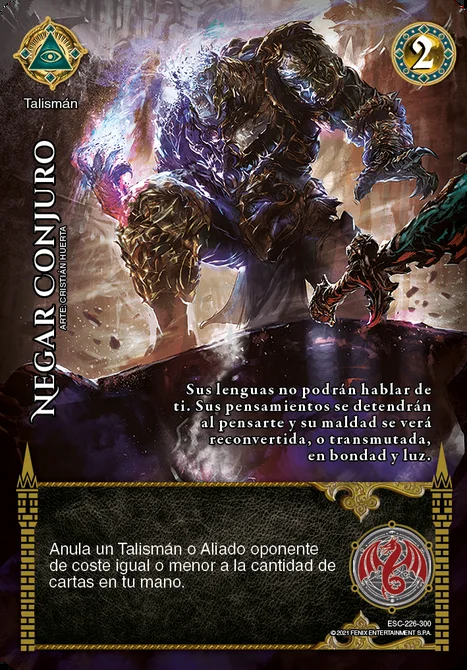 2
Talismán
NEGAR CONJURO
ARTE: CRISTIÁN HUERTA
Sus lenguas no podrán hablar de
ti. Sus pensamientos se detendrán
al pensarte y su maldad se verá
reconvertida, o transmutada,
en bondad y luz.
Anula un Talismán o Aliado oponente
de coste igual o menor a la cantidad de
cartas en tu mano.
ESC-226-300
© 2021 FENIX ENTERTAINMENT S.P.A.